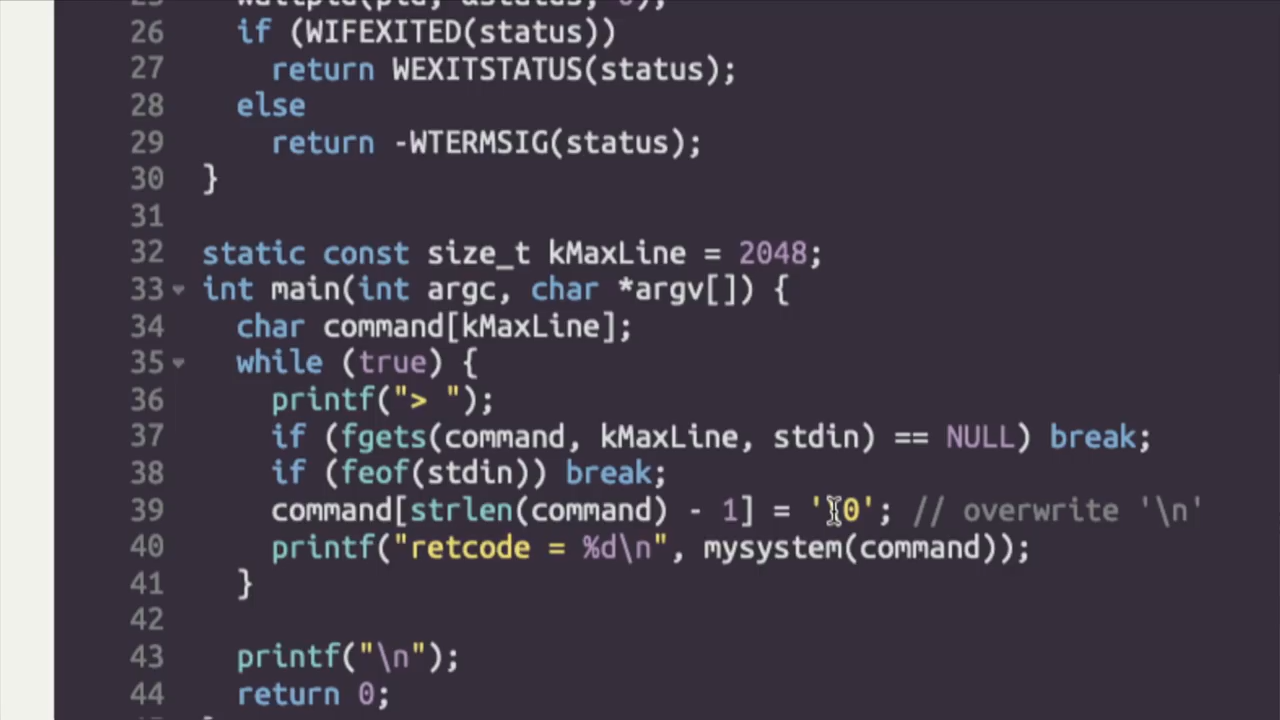 26 if (WIFEXITED(status))
27 return WEXITSTATUS(status);
28 else
29 return -WTERMSIG(status);
30 }
31
32 static const size_t kMaxLine = 2048;
33 int main(int argc, char *argv[]) {
34 char command[kMaxLine];
35 while (true) {
36 printf("> ");
37 if (fgets(command, kMaxLine, stdin) == NULL) break;
38 if (feof(stdin)) break;
39 command[strlen(command) - 1] = '\0'; // overwrite '\n'
40 printf("retcode = %d\n", mysystem(command));
41 }
42
43 printf("\n");
44 return 0;